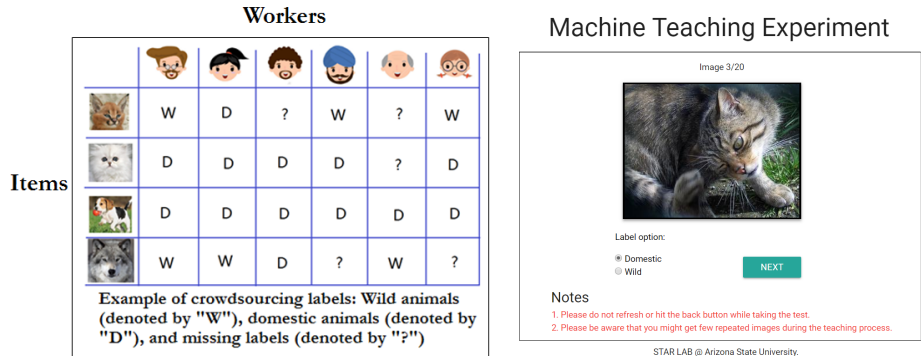 Workers
Items
W D ? W ? W
D D D D ? D
D D D D D D
W W D ? W ?
Example of crowdsourcing labels: Wild animals
(denoted by "W"), domestic animals (denoted by
"D"), and missing labels (denoted by "?")
Machine Teaching Experiment
Image 3/20
Label option:
Domestic
Wild
NEXT
Notes
1. Please do not refresh or hit the back button while taking the test.
2. Please be aware that you might get few repeated images during the teaching process.
STAR LAB @ Arizona State University.